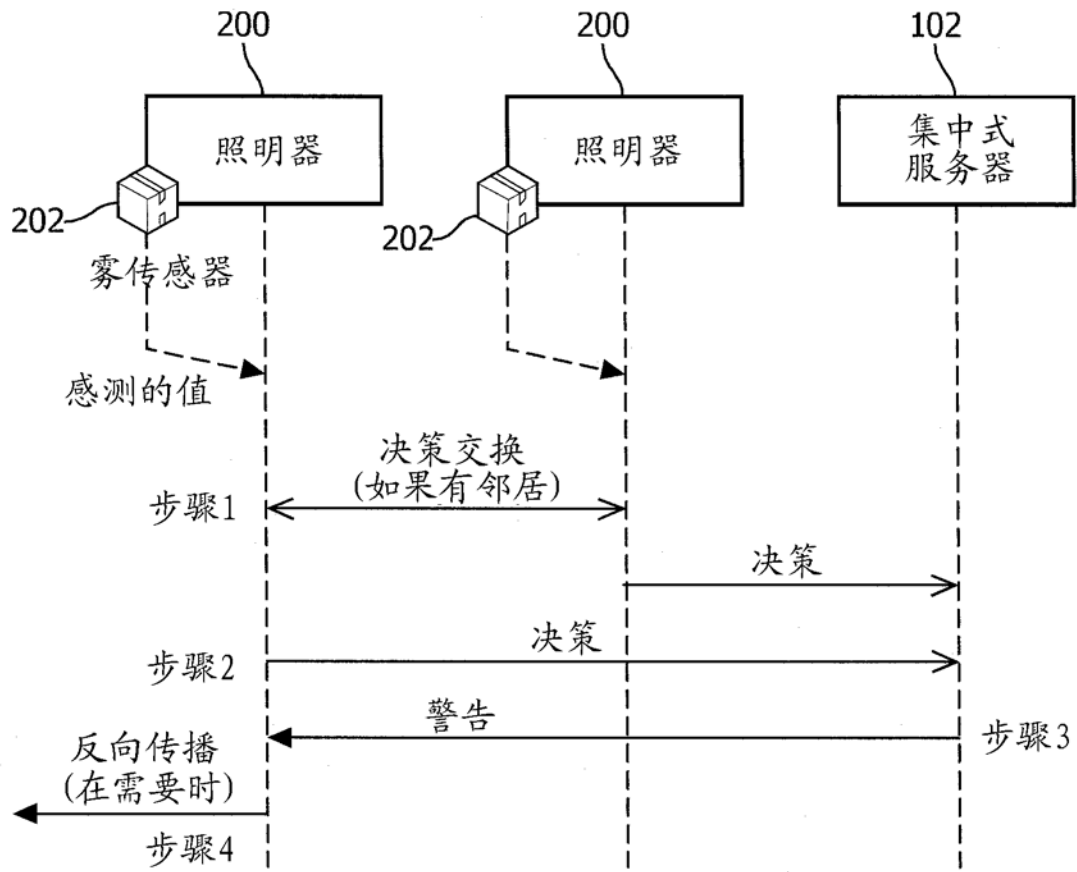 200
200
102
照明器
照明器
集中式
服务器
202
202
雾传感器
感测的值
决策交换
(如果有邻居)
步骤1
决策
决策
步骤2
警告
步骤3
反向传播
(在需要时)
步骤4